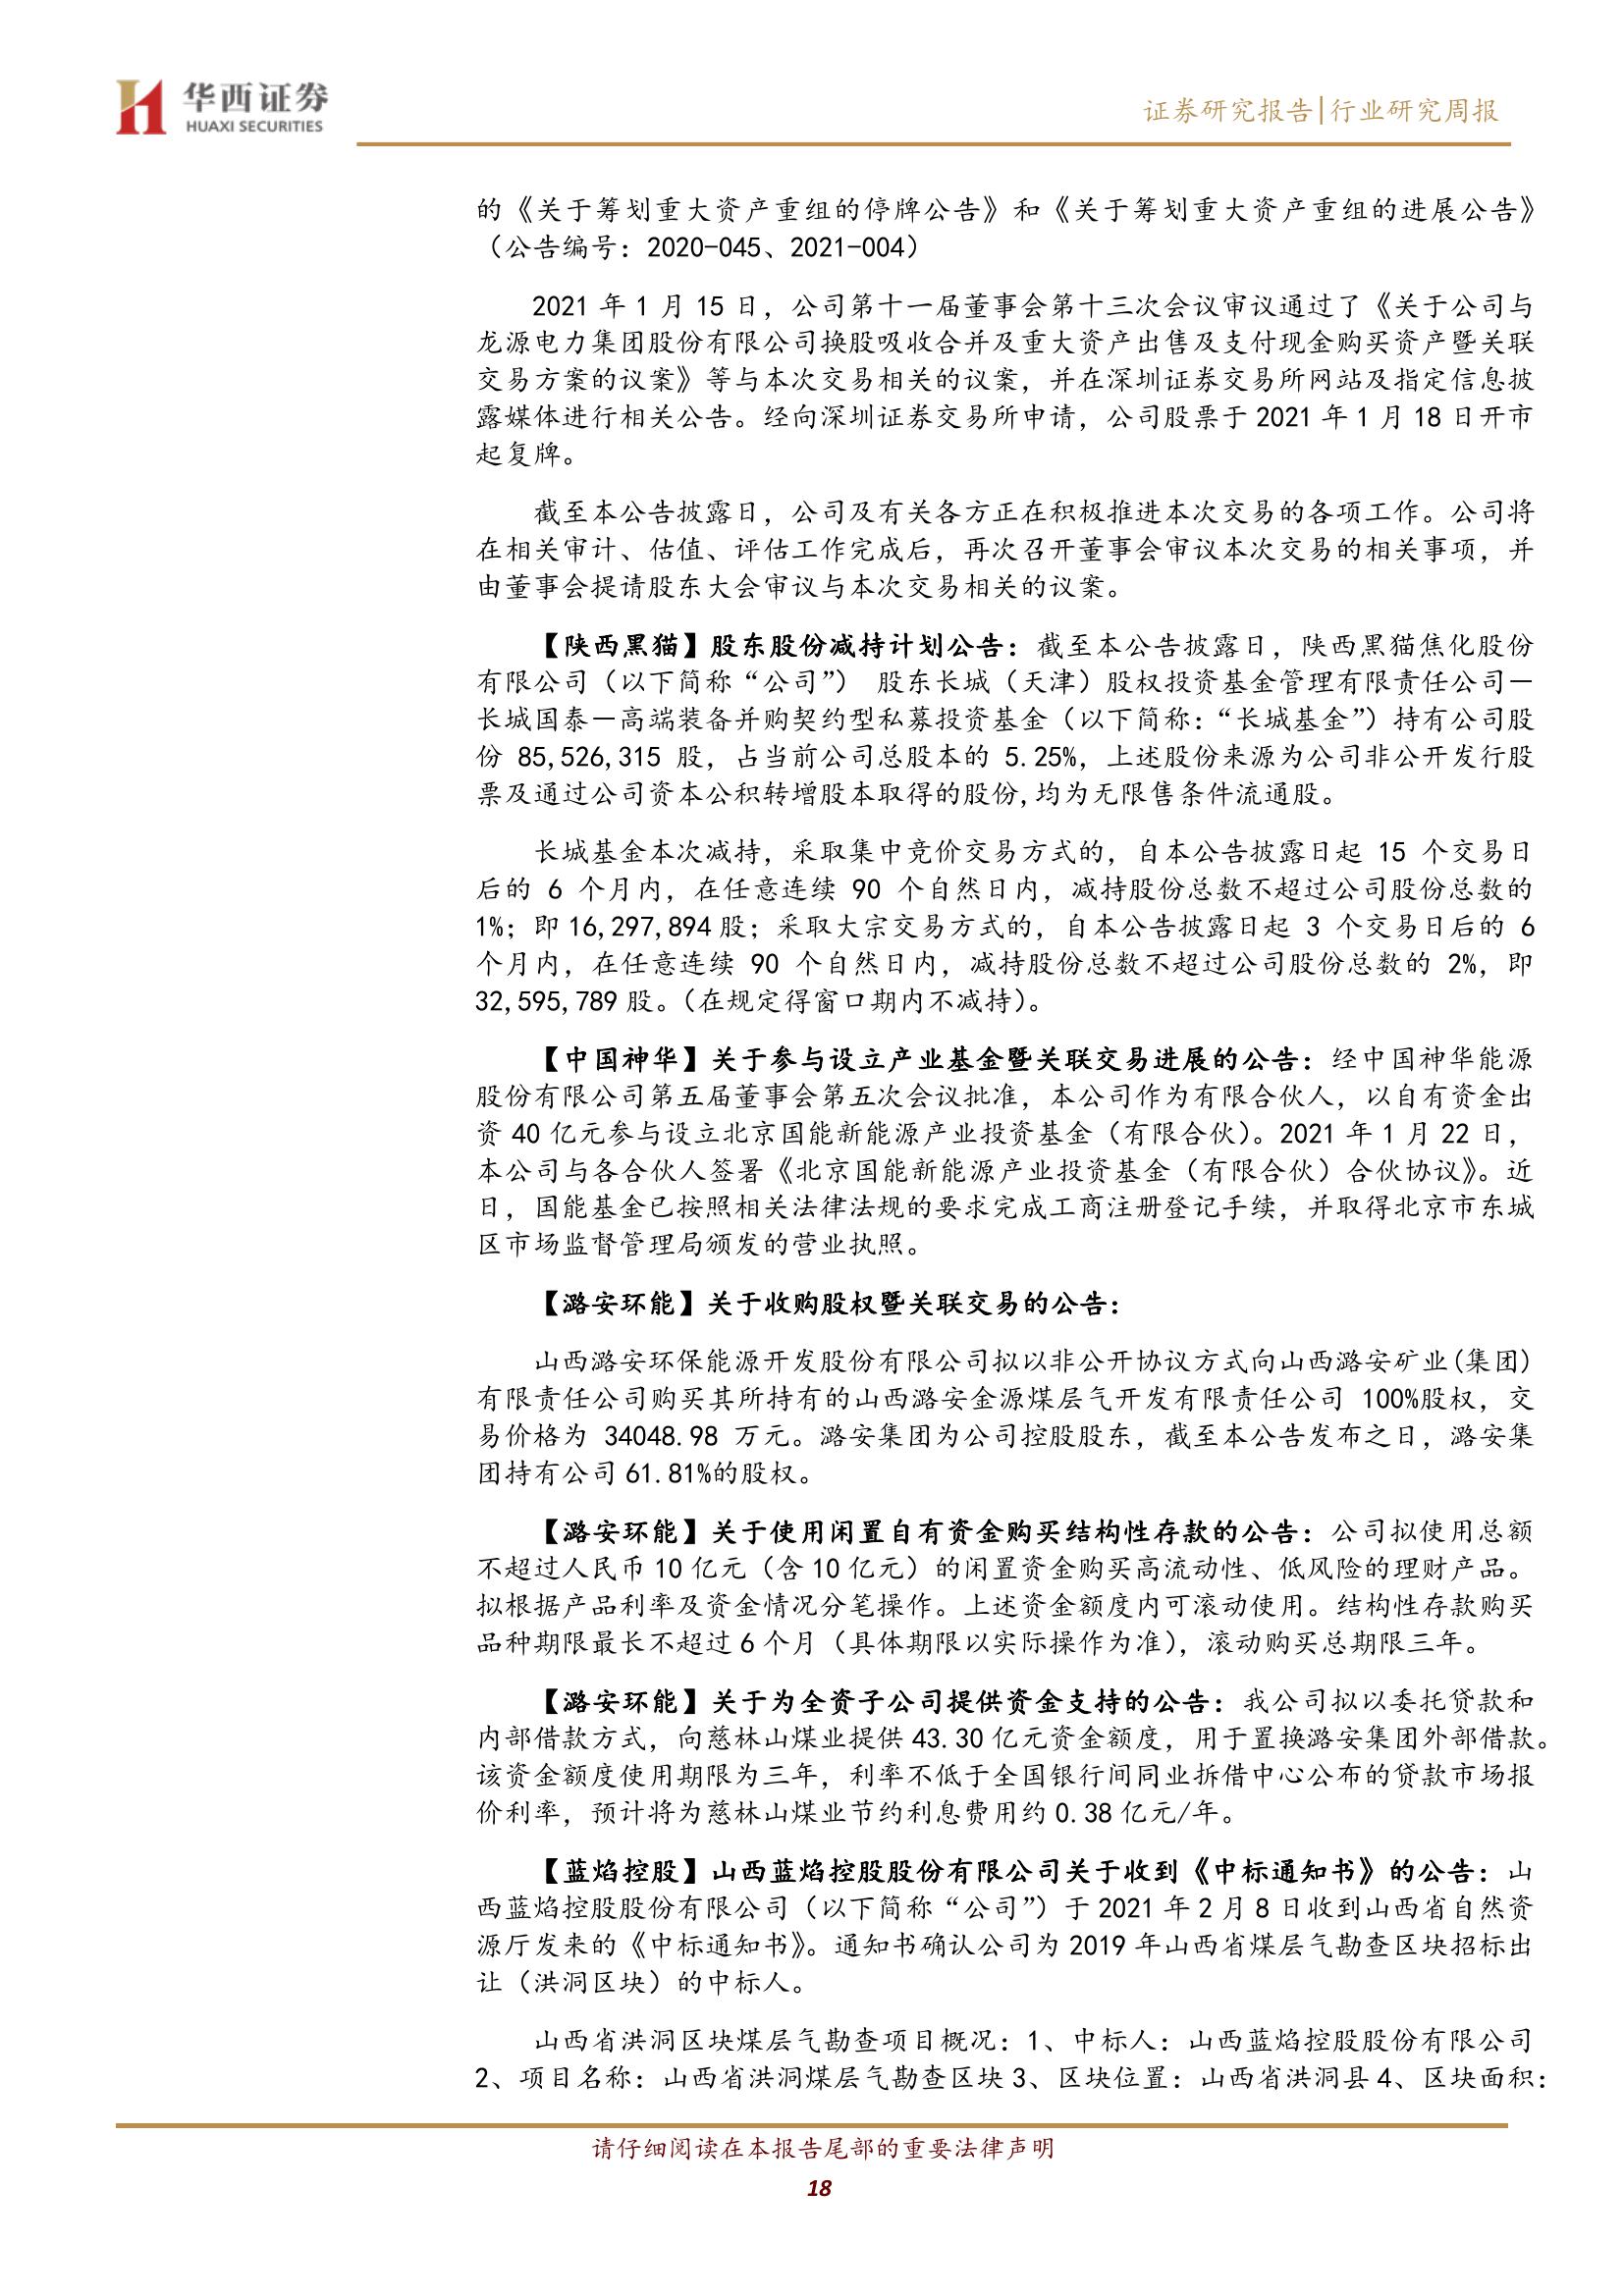 华西证券
HUAXI SECURITIES
证券研究报告|行业研究周报
的《关于筹划重大资产重组的停牌公告》和《关于筹划重大资产重组的进展公告》
（公告编号：2020-045、2021-004）
2021 年 1 月 15 日，公司第十一届董事会第十三次会议审议通过了《关于公司与
龙源电力集团股份有限公司换股吸收合并及重大资产出售及支付现金购买资产暨关联
交易方案的议案》等与本次交易相关的议案，并在深圳证券交易所网站及指定信息披
露媒体进行相关公告。经向深圳证券交易所申请，公司股票于 2021 年 1 月 18 日开市
起复牌。
截至本公告披露日，公司及有关各方正在积极推进本次交易的各项工作。公司将
在相关审计、估值、评估工作完成后，再次召开董事会审议本次交易的相关事项，并
由董事会提请股东大会审议与本次交易相关的议案。
【陕西黑猫】股东股份减持计划公告：截至本公告披露日，陕西黑猫焦化股份
有限公司（以下简称“公司”） 股东长城（天津）股权投资基金管理有限责任公司－
长城国泰－高端装备并购契约型私募投资基金（以下简称：“长城基金”）持有公司股
份 85,526,315 股，占当前公司总股本的 5.25%，上述股份来源为公司非公开发行股
票及通过公司资本公积转增股本取得的股份,均为无限售条件流通股。
长城基金本次减持，采取集中竞价交易方式的，自本公告披露日起 15 个交易日
后的 6 个月内，在任意连续 90 个自然日内，减持股份总数不超过公司股份总数的
1%；即 16,297,894 股；采取大宗交易方式的，自本公告披露日起 3 个交易日后的 6
个月内，在任意连续 90 个自然日内，减持股份总数不超过公司股份总数的 2%，即
32,595,789 股。（在规定得窗口期内不减持）。
【中国神华】关于参与设立产业基金暨关联交易进展的公告：经中国神华能源
股份有限公司第五届董事会第五次会议批准，本公司作为有限合伙人，以自有资金出
资 40 亿元参与设立北京国能新能源产业投资基金（有限合伙）。2021 年 1 月 22 日，
本公司与各合伙人签署《北京国能新能源产业投资基金（有限合伙）合伙协议》。近
日，国能基金已按照相关法律法规的要求完成工商注册登记手续，并取得北京市东城
区市场监督管理局颁发的营业执照。
【潞安环能】关于收购股权暨关联交易的公告：
山西潞安环保能源开发股份有限公司拟以非公开协议方式向山西潞安矿业(集团)
有限责任公司购买其所持有的山西潞安金源煤层气开发有限责任公司 100%股权，交
易价格为 34048.98 万元。潞安集团为公司控股股东，截至本公告发布之日，潞安集
团持有公司 61.81%的股权。
【潞安环能】关于使用闲置自有资金购买结构性存款的公告：公司拟使用总额
不超过人民币 10 亿元（含 10 亿元）的闲置资金购买高流动性、低风险的理财产品。
拟根据产品利率及资金情况分笔操作。上述资金额度内可滚动使用。结构性存款购买
品种期限最长不超过 6 个月（具体期限以实际操作为准），滚动购买总期限三年。
【潞安环能】关于为全资子公司提供资金支持的公告：我公司拟以委托贷款和
内部借款方式，向慈林山煤业提供 43.30 亿元资金额度，用于置换潞安集团外部借款。
该资金额度使用期限为三年，利率不低于全国银行间同业拆借中心公布的贷款市场报
价利率，预计将为慈林山煤业节约利息费用约 0.38 亿元/年。
【蓝焰控股】山西蓝焰控股股份有限公司关于收到《中标通知书》的公告：山
西蓝焰控股股份有限公司（以下简称“公司”）于 2021 年 2 月 8 日收到山西省自然资
源厅发来的《中标通知书》。通知书确认公司为 2019 年山西省煤层气勘查区块招标出
让（洪洞区块）的中标人。
山西省洪洞区块煤层气勘查项目概况：1、中标人：山西蓝焰控股股份有限公司
2、项目名称：山西省洪洞煤层气勘查区块 3、区块位置：山西省洪洞县 4、区块面积：
请仔细阅读在本报告尾部的重要法律声明
18